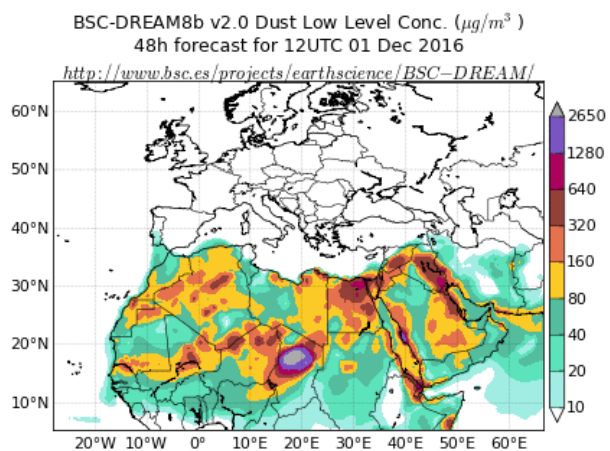 BSC-DREAM8b v2.0 Dust Low Level Conc. (μg/m³ )
48h forecast for 12UTC 01 Dec 2016
http://www.bsc.es/projects/earthscience/BSC−DREAM/
60°N
50°N
40°N
30°N
20°N
10°N
20°W 10°W 0° 10°E 20°E 30°E 40°E 50°E 60°E
2650
1280
640
320
160
80
40
20
10